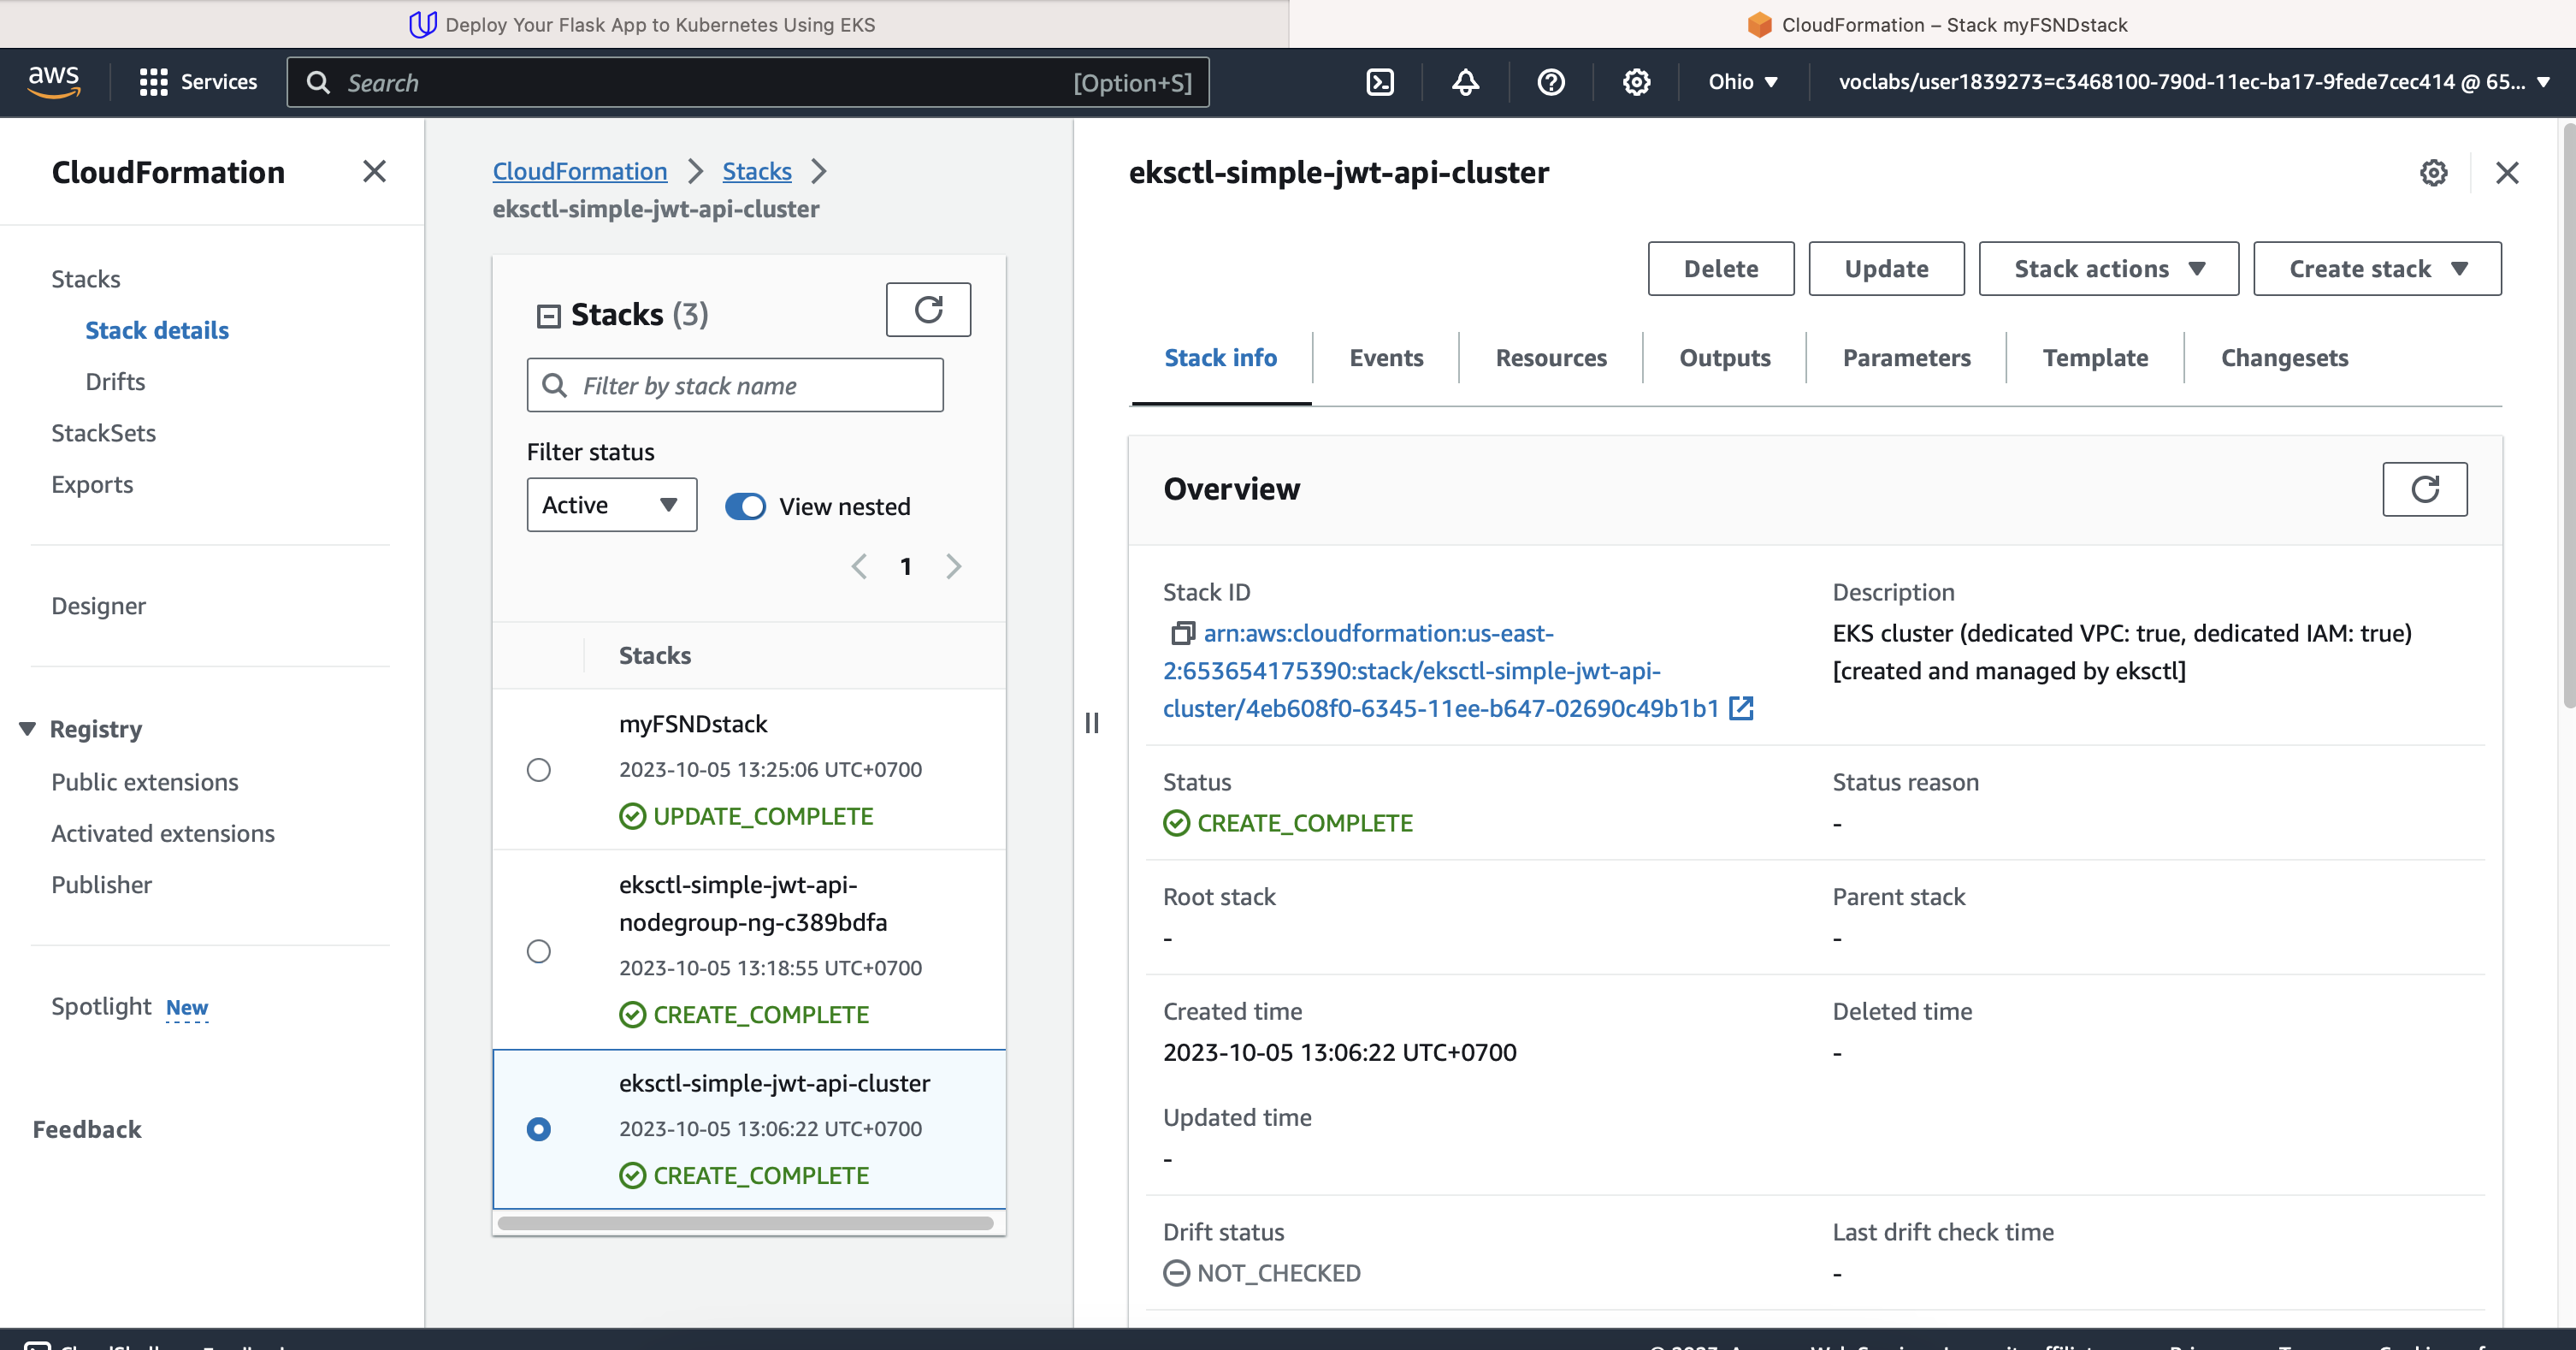 Deploy Your Flask App to Kubernetes Using EKS
CloudFormation – Stack myFSNDstack
aws
Services
Search
[Option+S]
Ohio
voclabs/user1839273=c3468100-790d-11ec-ba17-9fede7cec414 @ 65...
CloudFormation
Stacks
Stack details
Drifts
StackSets
Exports
Designer
Registry
Public extensions
Activated extensions
Publisher
Spotlight New
Feedback
CloudFormation
Stacks
eksctl-simple-jwt-api-cluster
Stacks (3)
Filter by stack name
Filter status
Active
View nested
1
Stacks
myFSNDstack
2023-10-05 13:25:06 UTC+0700
UPDATE_COMPLETE
eksctl-simple-jwt-api-
nodegroup-ng-c389bdfa
2023-10-05 13:18:55 UTC+0700
CREATE_COMPLETE
eksctl-simple-jwt-api-cluster
2023-10-05 13:06:22 UTC+0700
CREATE_COMPLETE
eksctl-simple-jwt-api-cluster
Delete
Update
Stack actions
Create stack
Stack info
Events
Resources
Outputs
Parameters
Template
Changesets
Overview
Stack ID
arn:aws:cloudformation:us-east-
2:653654175390:stack/eksctl-simple-jwt-api-
cluster/4eb608f0-6345-11ee-b647-02690c49b1b1
Description
EKS cluster (dedicated VPC: true, dedicated IAM: true)
[created and managed by eksctl]
Status
CREATE_COMPLETE
Status reason
-
Root stack
-
Parent stack
-
Created time
2023-10-05 13:06:22 UTC+0700
Deleted time
-
Updated time
-
Drift status
NOT_CHECKED
Last drift check time
-